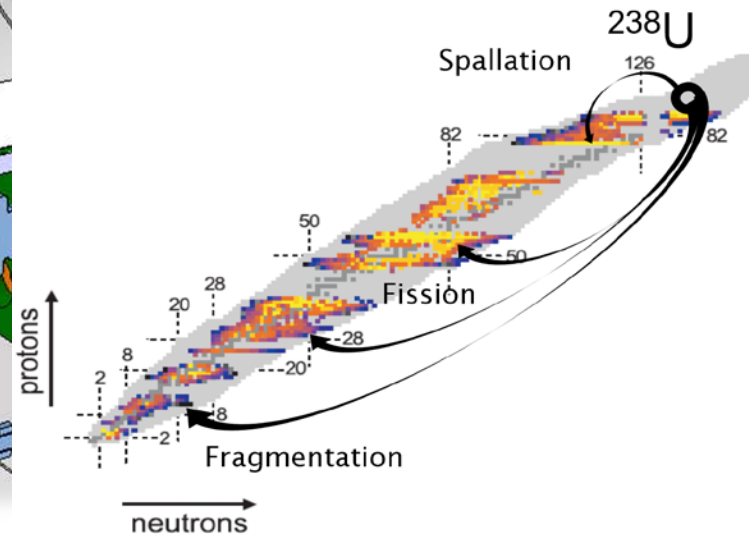 238U
Spallation
126
82
82
50
50
Fission
28
20
28
20
8
8
2
2
protons
Fragmentation
neutrons